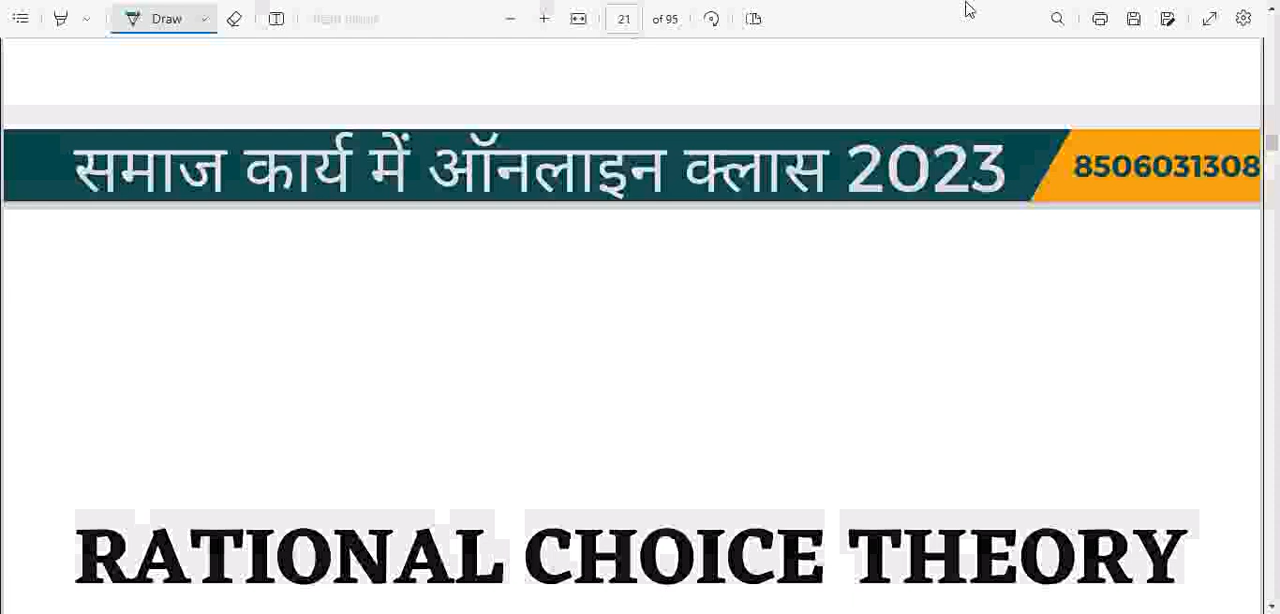 Draw 21 of 95
समाज कार्य में ऑनलाइन क्लास 2023 8506031308
RATIONAL CHOICE THEORY